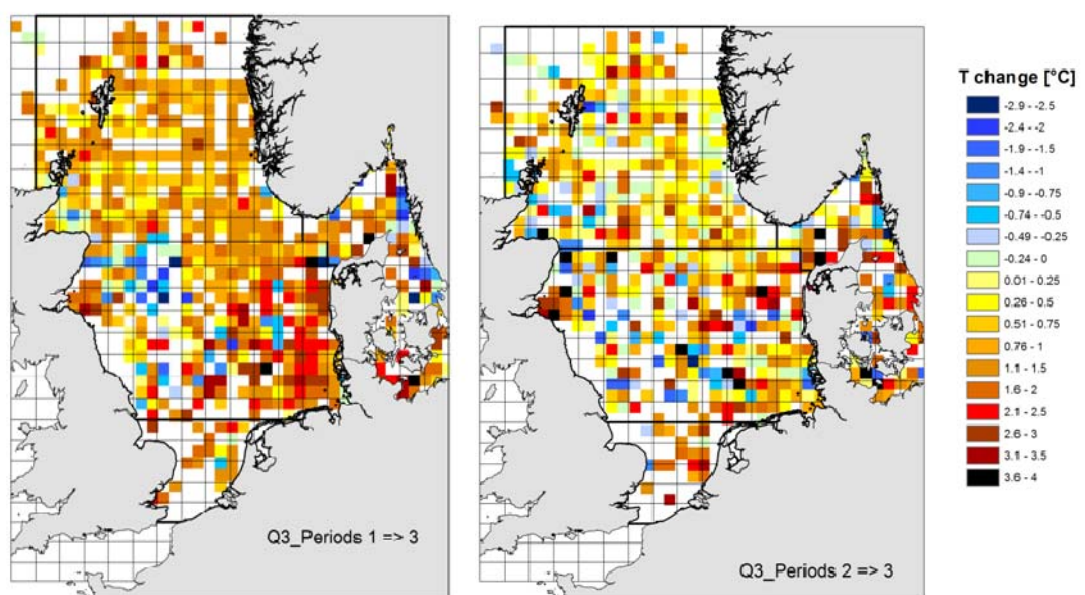 T change [°C]
-2.9 - -2.5
-2.4 - -2
-1.9 - -1.5
-1.4 - -1
-0.9 - -0.75
-0.74 - -0.5
-0.49 - -0.25
-0.24 - 0
0.01 - 0.25
0.26 - 0.5
0.51 - 0.75
0.76 - 1
1.1 - 1.5
1.6 - 2
2.1 - 2.5
2.6 - 3
3.1 - 3.5
3.6 - 4
Q3_Periods 1 => 3
Q3_Periods 2 => 3